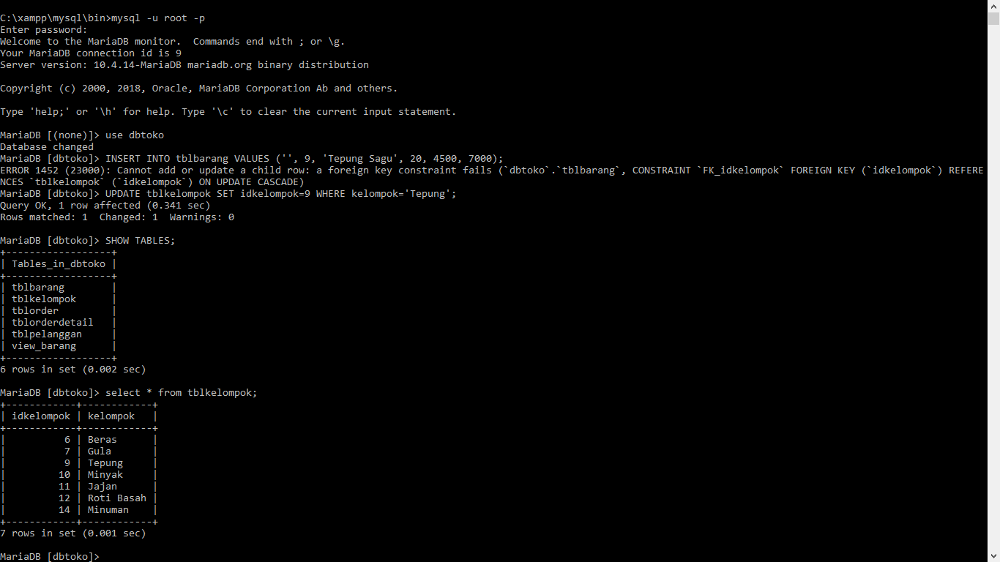 C:\xampp\mysql\bin>mysql -u root -p
Enter password:
Welcome to the MariaDB monitor.  Commands end with ; or \g.
Your MariaDB connection id is 9
Server version: 10.4.14-MariaDB mariadb.org binary distribution
Copyright (c) 2000, 2018, Oracle, MariaDB Corporation Ab and others.
Type 'help;' or '\h' for help. Type '\c' to clear the current input statement.
MariaDB [(none)]> use dbtoko
Database changed
MariaDB [dbtoko]> INSERT INTO tblbarang VALUES ('', 9, 'Tepung Sagu', 20, 4500, 7000);
ERROR 1452 (23000): Cannot add or update a child row: a foreign key constraint fails (`dbtoko`.`tblbarang`, CONSTRAINT `FK_idkelompok` FOREIGN KEY (`idkelompok`) REFERE
NCES `tblkelompok` (`idkelompok`) ON UPDATE CASCADE)
MariaDB [dbtoko]> UPDATE tblkelompok SET idkelompok=9 WHERE kelompok='Tepung';
Query OK, 1 row affected (0.341 sec)
Rows matched: 1  Changed: 1  Warnings: 0
MariaDB [dbtoko]> SHOW TABLES;
+------------------+
| Tables_in_dbtoko |
+------------------+
| tblbarang        |
| tblkelompok      |
| tblorder         |
| tblorderdetail   |
| tblpelanggan     |
| view_barang      |
+------------------+
6 rows in set (0.002 sec)
MariaDB [dbtoko]> select * from tblkelompok;
+------------+------------+
| idkelompok | kelompok   |
+------------+------------+
|          6 | Beras      |
|          7 | Gula       |
|          9 | Tepung     |
|         10 | Minyak     |
|         11 | Jajan      |
|         12 | Roti Basah |
|         14 | Minuman    |
+------------+------------+
7 rows in set (0.001 sec)
MariaDB [dbtoko]>